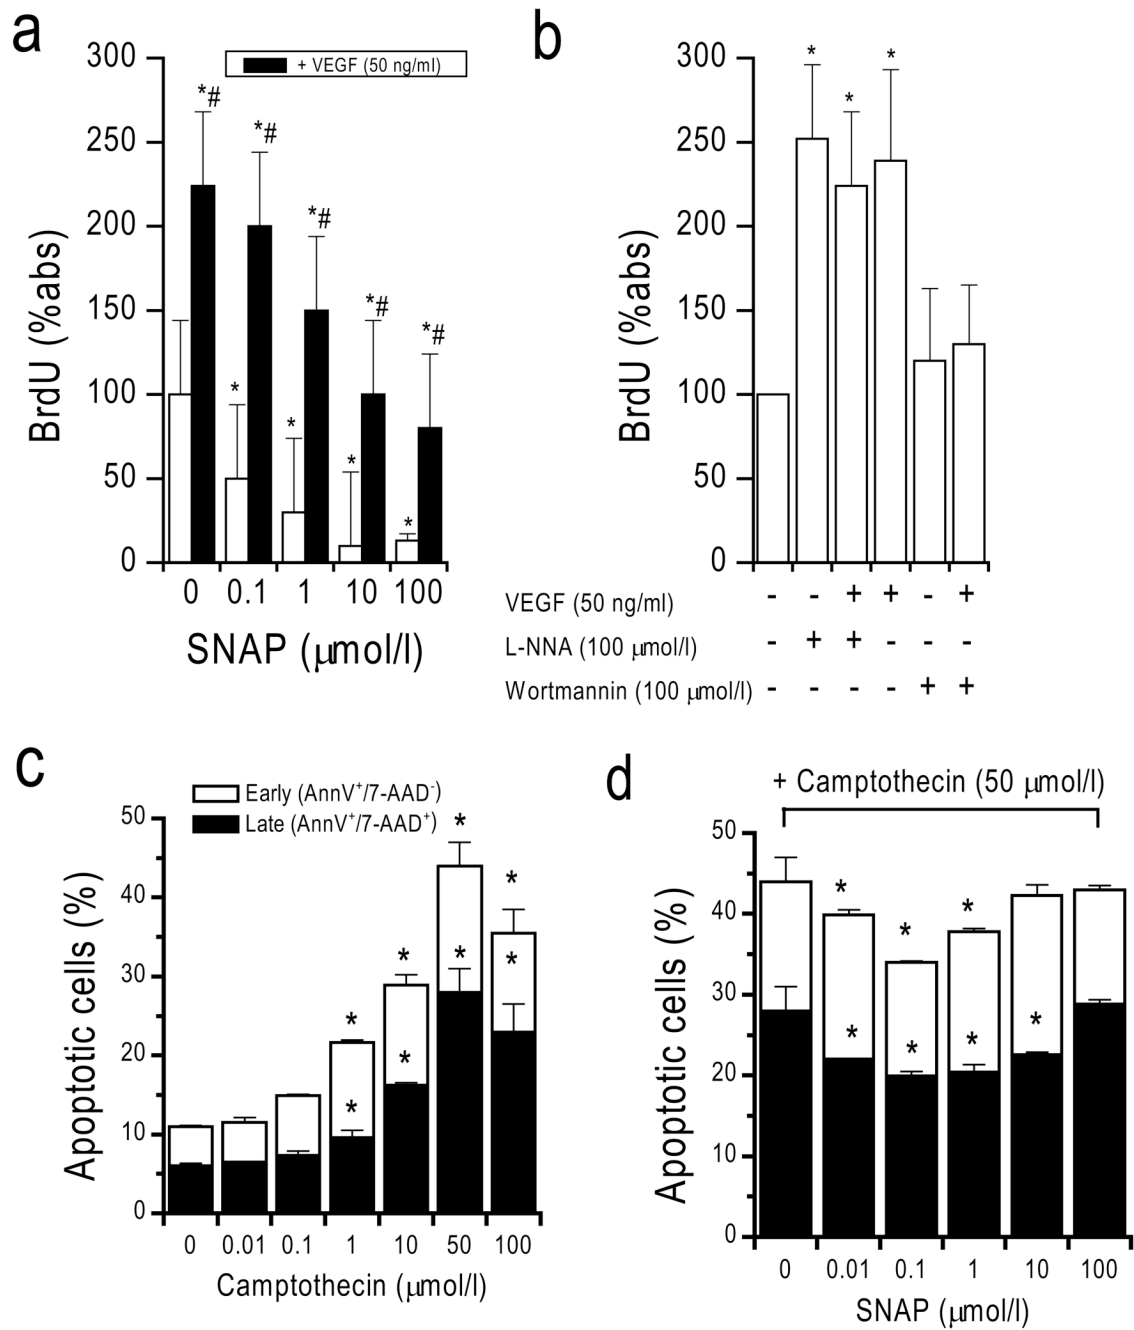 a
300
250
200
150
100
50
0
BrdU (%abs)
+ VEGF (50 ng/ml)
*#
*#
*#
*#
*#
*
*
*
*
0 0.1 1 10 100
SNAP (μmol/l)
b
300
250
200
150
100
50
0
BrdU (%abs)
*
*
*
VEGF (50 ng/ml) - - + + - +
L-NNA (100 μmol/l) - + + - - -
Wortmannin (100 μmol/l) - - - - + +
c
Early (AnnV⁺/7-AAD⁻)
Late (AnnV⁺/7-AAD⁺)
50
40
30
20
10
0
Apoptotic cells (%)
*
*
*
*
*
*
*
*
0 0.01 0.1 1 10 50 100
Camptothecin (μmol/l)
d
+ Camptothecin (50 μmol/l)
50
40
30
20
10
0
Apoptotic cells (%)
*
*
*
*
*
*
*
0 0.01 0.1 1 10 100
SNAP (μmol/l)